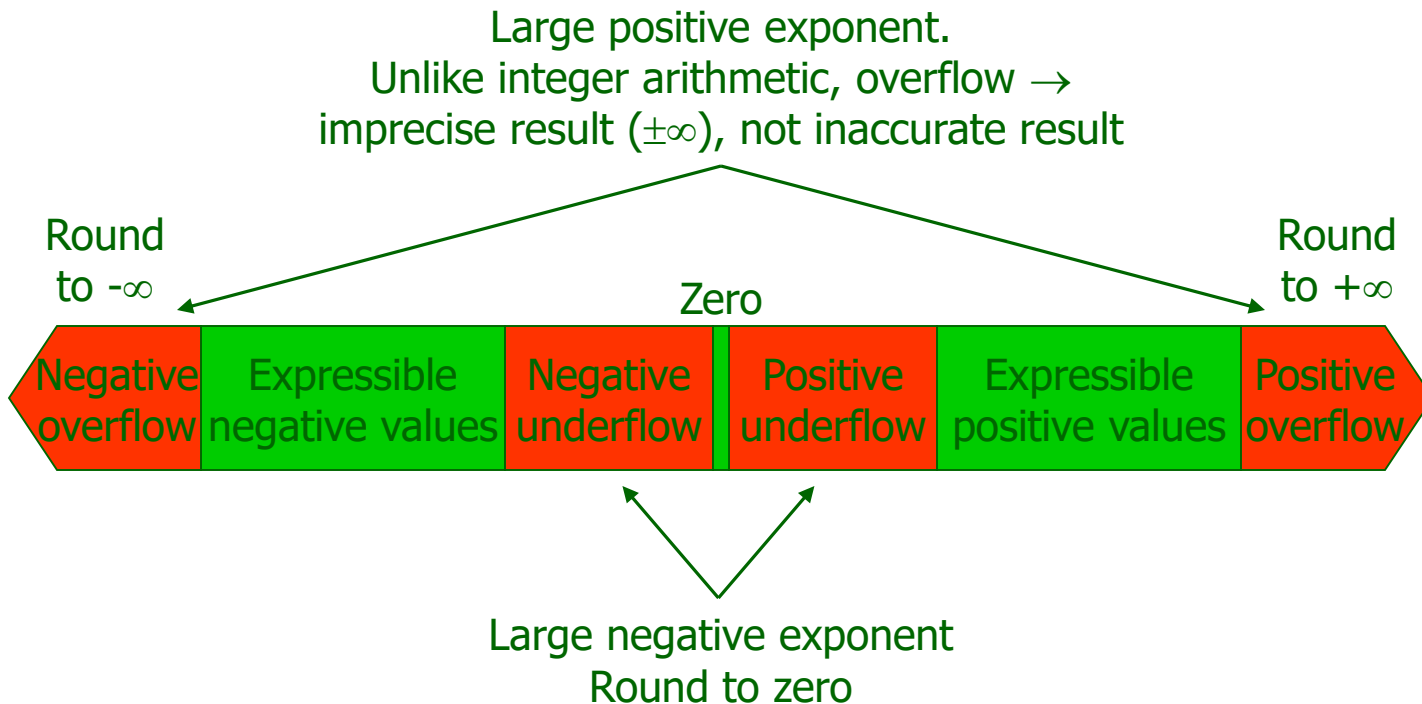 Large positive exponent.
Unlike integer arithmetic, overflow →
imprecise result (±∞), not inaccurate result
Round
to -∞
Round
to +∞
Zero
Negative
overflow
Expressible
negative values
Negative
underflow
Positive
underflow
Expressible
positive values
Positive
overflow
Large negative exponent
Round to zero